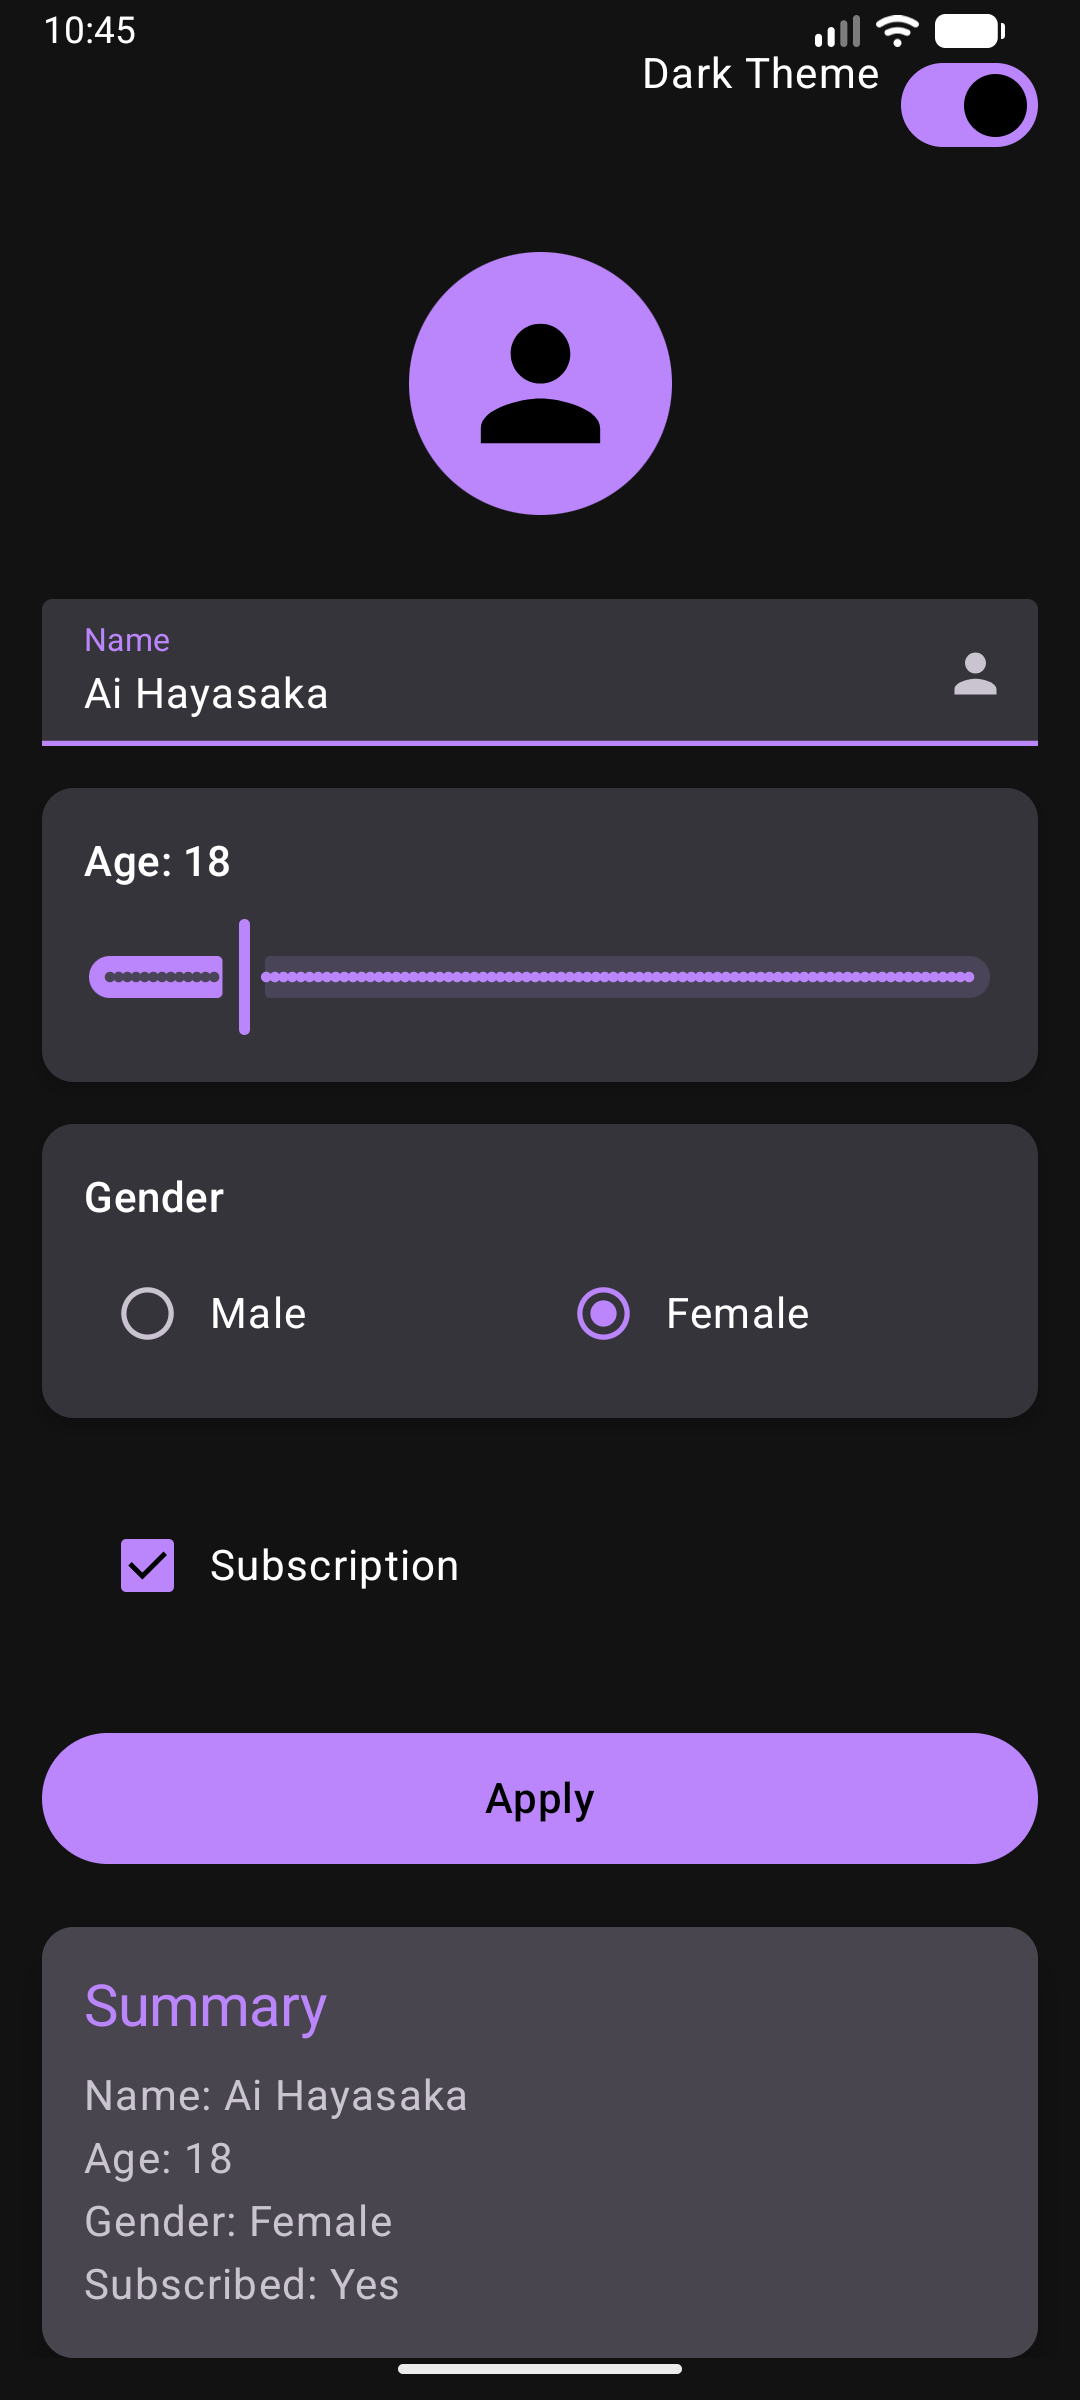 10:45
Dark Theme
Name
Ai Hayasaka
Age: 18
Gender
Male
Female
Subscription
Apply
Summary
Name: Ai Hayasaka
Age: 18
Gender: Female
Subscribed: Yes